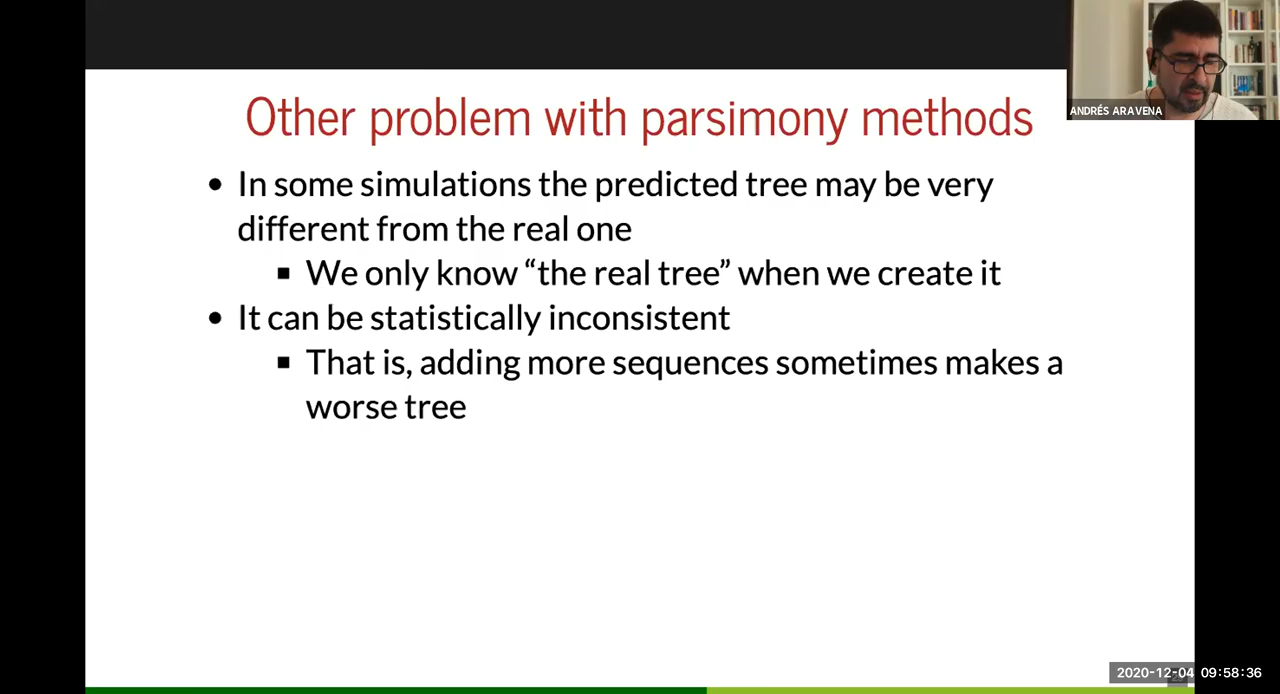 ANDRÉS ARAVENA
Other problem with parsimony methods
• In some simulations the predicted tree may be very
different from the real one
▪ We only know “the real tree” when we create it
• It can be statistically inconsistent
▪ That is, adding more sequences sometimes makes a
worse tree
2020-12-04 09:58:36